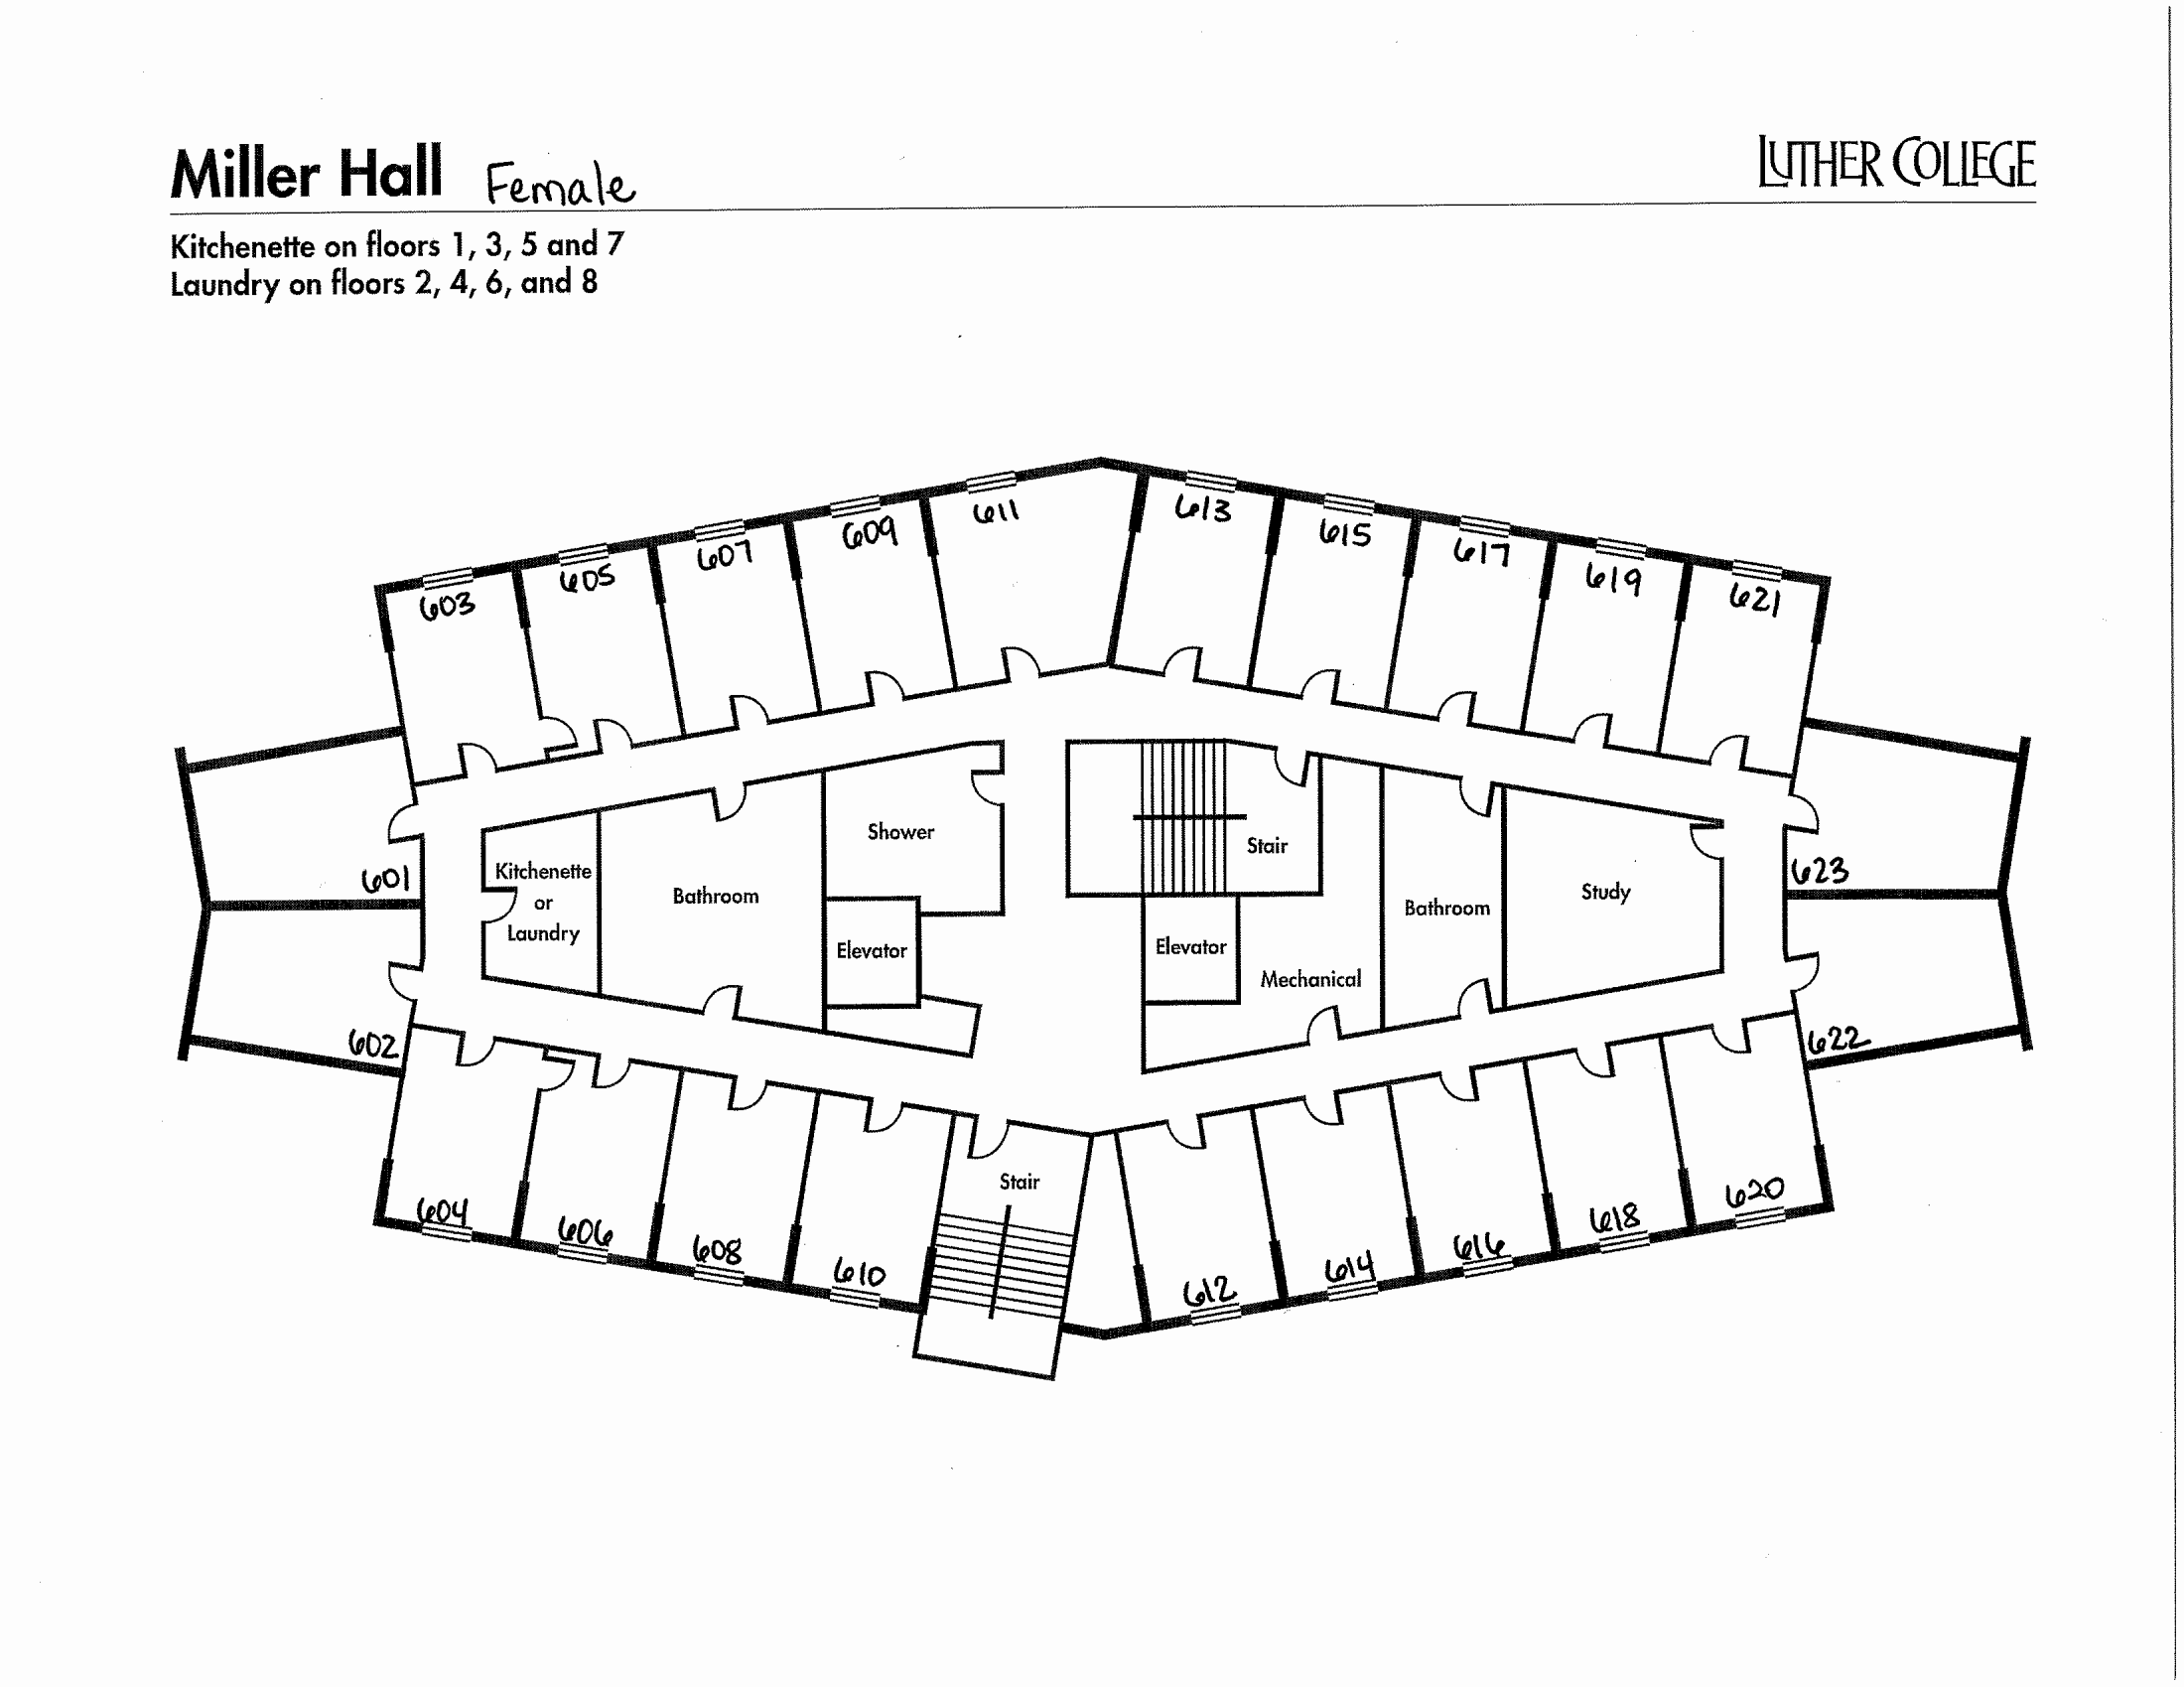 Miller Hall Female
LUTHER COLLEGE
Kitchenette on floors 1, 3, 5 and 7
Laundry on floors 2, 4, 6, and 8
611
613
609
615
607
617
605
619
603
621
Shower
Stair
601
Kitchenette
or
Laundry
Bathroom
Elevator
Elevator
Mechanical
Bathroom
Study
623
602
622
604
606
608
610
Stair
612
614
616
618
620